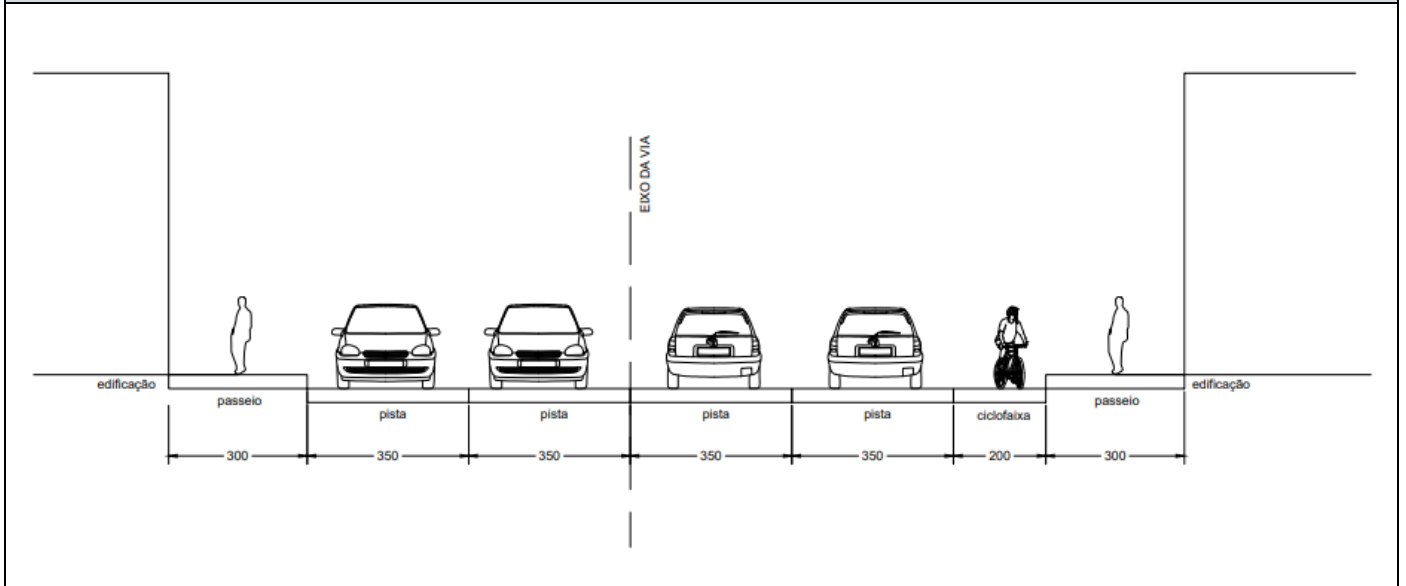 EIXO DA VIA
edificação
edificação
passeio
pista
pista
pista
pista
ciclofaixa
passeio
300
350
350
350
350
200
300